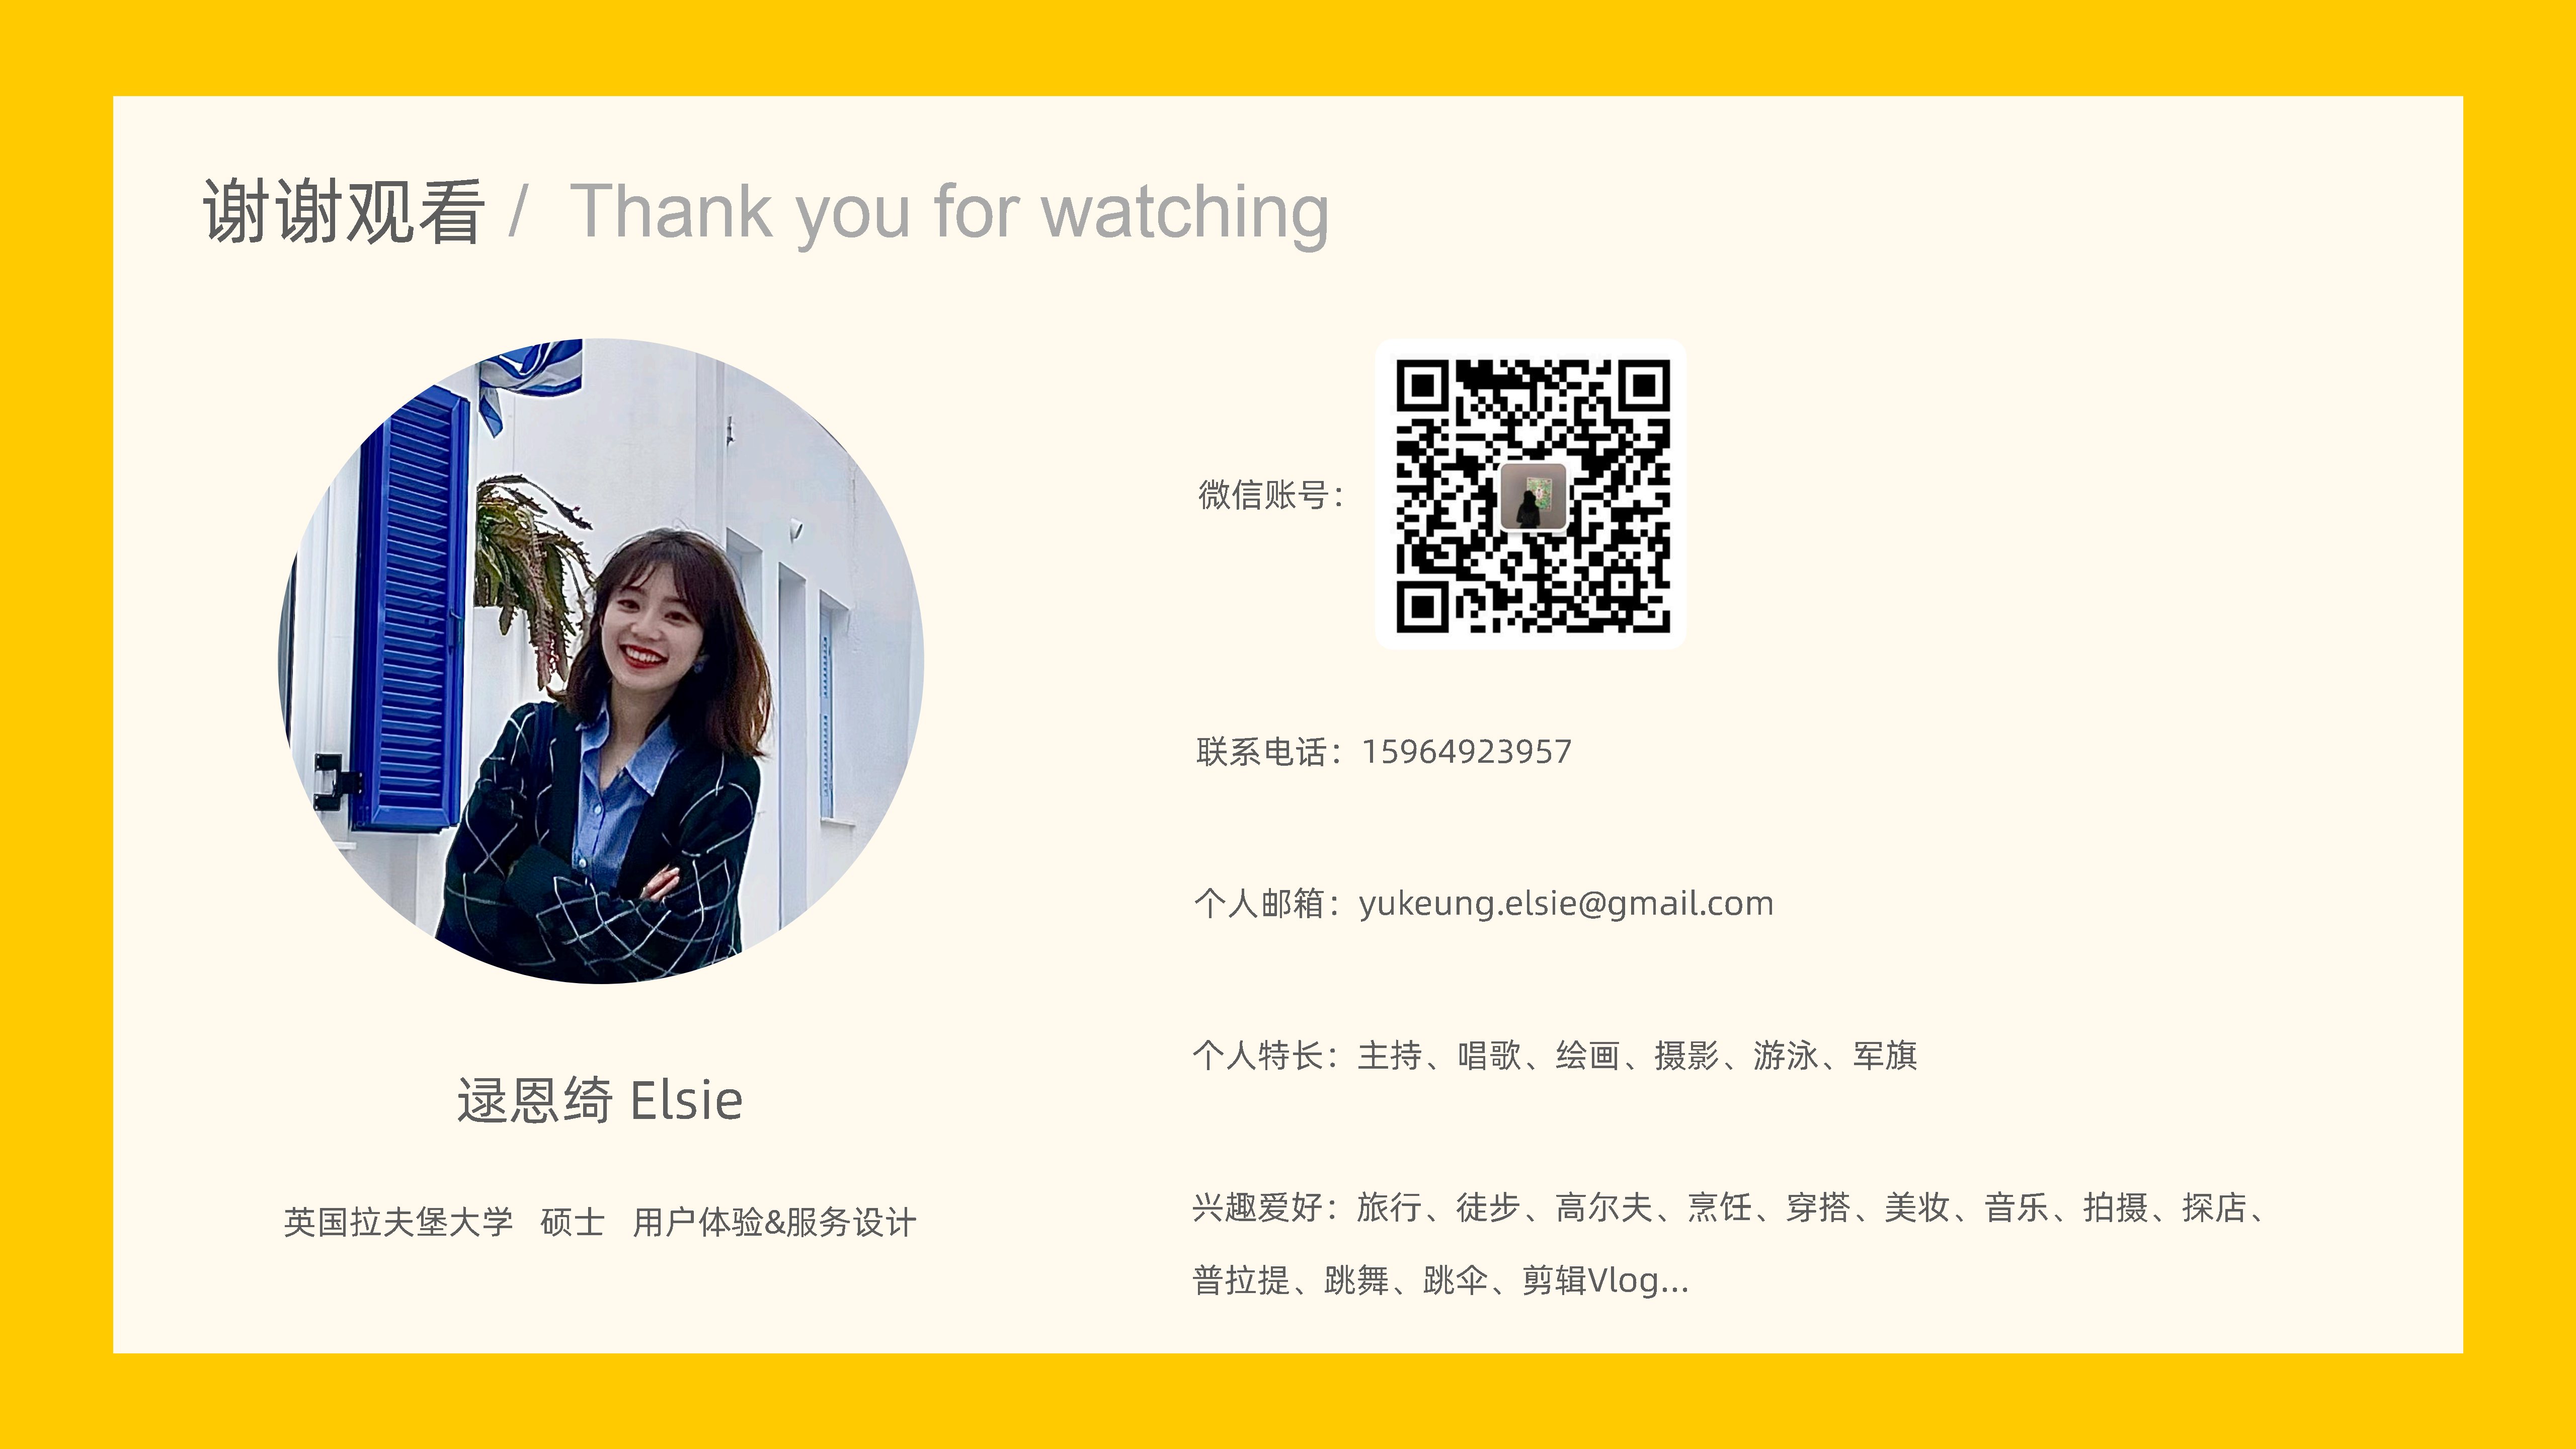 谢谢观看 / Thank you for watching
微信账号：
联系电话：15964923957
个人邮箱：yukeung.elsie@gmail.com
个人特长：主持、唱歌、绘画、摄影、游泳、军旗
兴趣爱好：旅行、徒步、高尔夫、烹饪、穿搭、美妆、音乐、拍摄、探店、
普拉提、跳舞、跳伞、剪辑Vlog...
逯恩绮 Elsie
英国拉夫堡大学 硕士 用户体验&服务设计